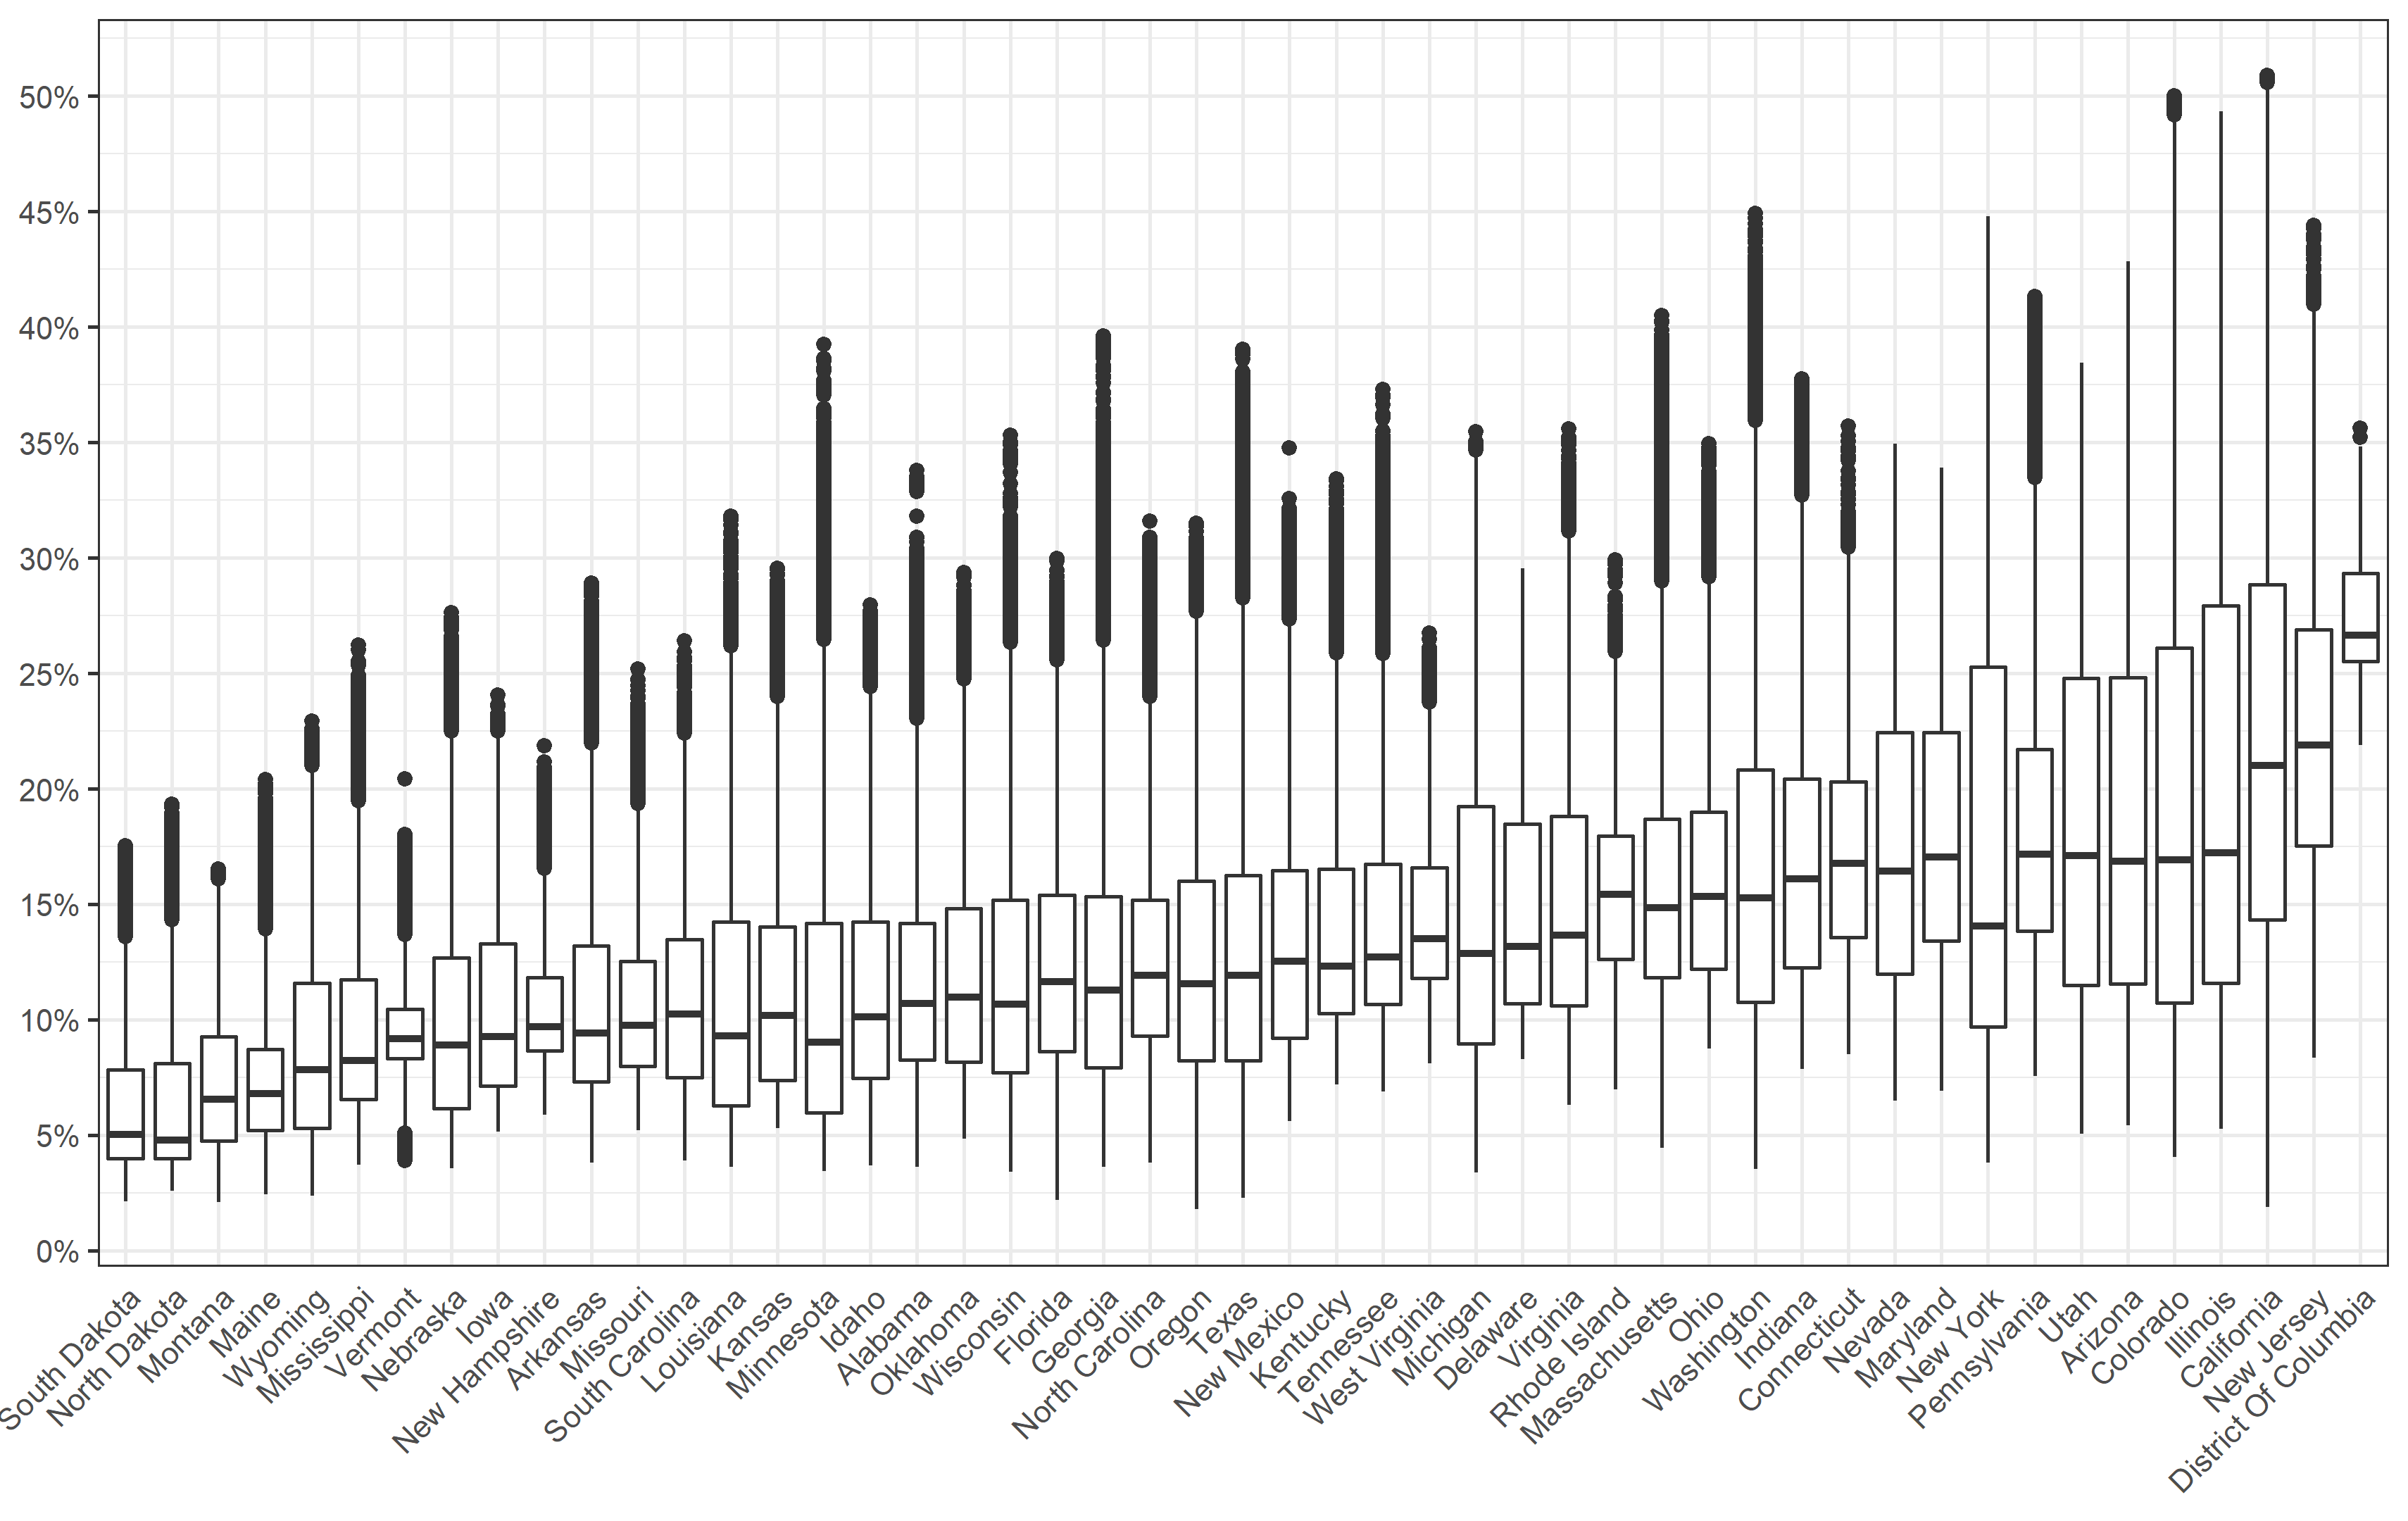 50%
45%
40%
35%
30%
25%
20%
15%
10%
5%
0%
South Dakota
North Dakota
Montana
Maine
Wyoming
Mississippi
Vermont
Nebraska
Iowa
New Hampshire
Arkansas
Missouri
South Carolina
Louisiana
Kansas
Minnesota
Idaho
Alabama
Oklahoma
Wisconsin
Florida
Georgia
North Carolina
Oregon
Texas
New Mexico
Kentucky
Tennessee
West Virginia
Michigan
Delaware
Virginia
Rhode Island
Massachusetts
Ohio
Washington
Indiana
Connecticut
Nevada
Maryland
New York
Pennsylvania
Utah
Arizona
Colorado
Illinois
California
New Jersey
District Of Columbia